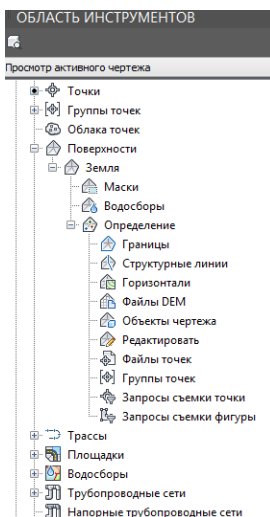 ОБЛАСТЬ ИНСТРУМЕНТОВ
Просмотр активного чертежа
Точки
Группы точек
Облака точек
Поверхности
Земля
Маски
Водосборы
Определение
Границы
Структурные линии
Горизонтали
Файлы DEM
Объекты чертежа
Редактировать
Файлы точек
Группы точек
Запросы съемки точки
Запросы съемки фигуры
Трассы
Площадки
Водосборы
Трубопроводные сети
Напорные трубопроводные сети